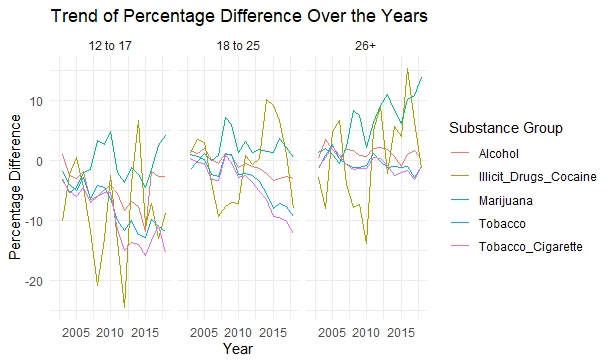 Trend of Percentage Difference Over the Years
12 to 17
18 to 25
26+
Percentage Difference
10
0
-10
-20
2005 2010 2015
2005 2010 2015
2005 2010 2015
Year
Substance Group
Alcohol
Illicit_Drugs_Cocaine
Marijuana
Tobacco
Tobacco_Cigarette